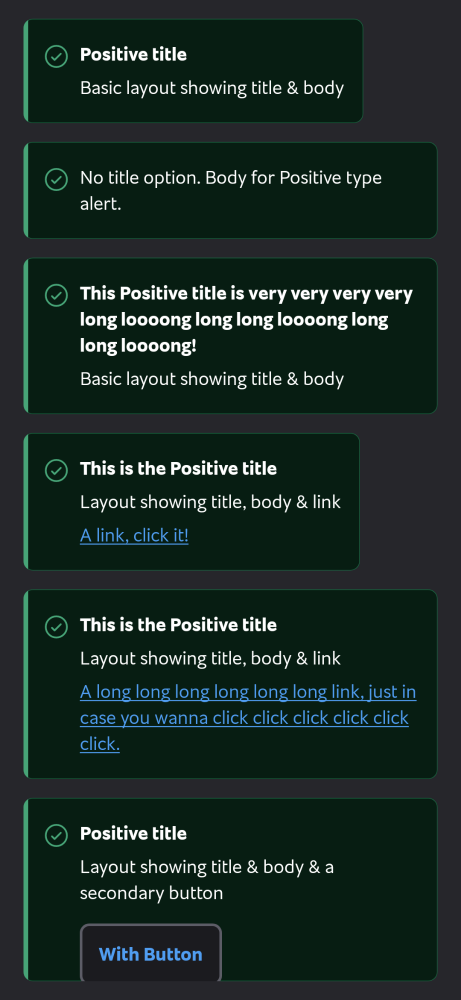 Positive title
Basic layout showing title & body
No title option. Body for Positive type
alert.
This Positive title is very very very very
long loooong long long loooong long
long loooong!
Basic layout showing title & body
This is the Positive title
Layout showing title, body & link
A link, click it!
This is the Positive title
Layout showing title, body & link
A long long long long long long link, just in
case you wanna click click click click click
click.
Positive title
Layout showing title & body & a
secondary button
With Button